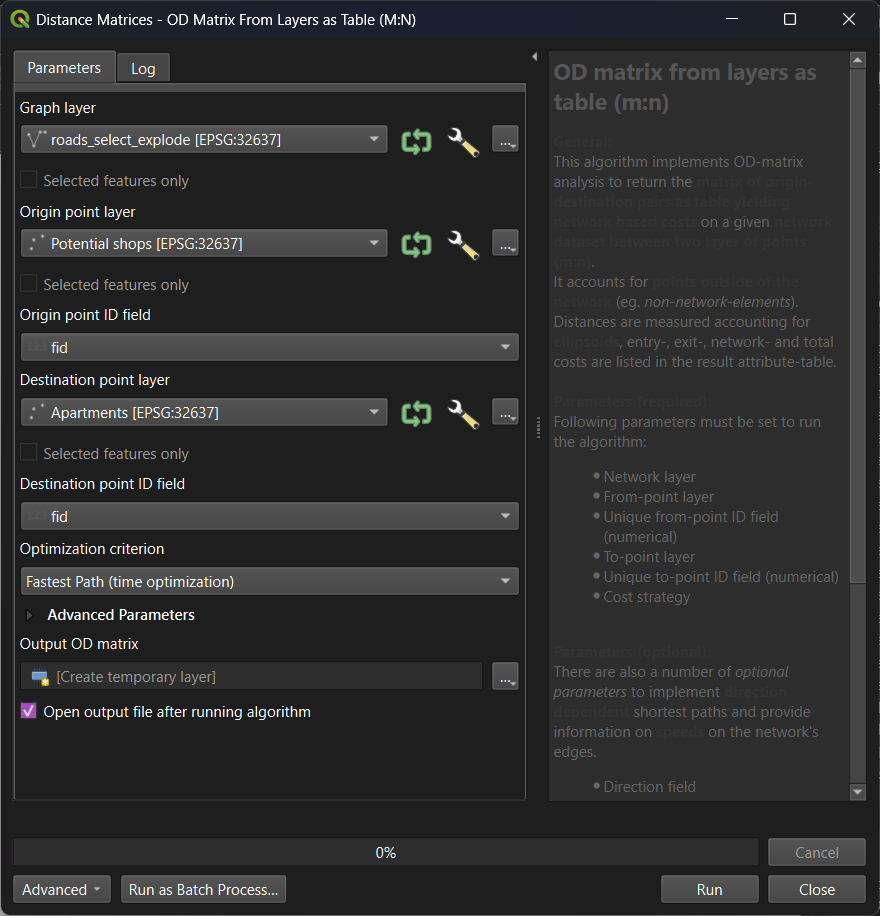 Distance Matrices - OD Matrix From Layers as Table (M:N)
Parameters
Log
Graph layer
roads_select_explode [EPSG:32637]
...
Selected features only
Origin point layer
Potential shops [EPSG:32637]
...
Selected features only
Origin point ID field
123 fid
Destination point layer
Apartments [EPSG:32637]
...
Selected features only
Destination point ID field
123 fid
Optimization criterion
Fastest Path (time optimization)
Advanced Parameters
Output OD matrix
[Create temporary layer]
...
Open output file after running algorithm
OD matrix from layers as
table (m:n)
General:
This algorithm implements OD-matrix
analysis to return the matrix of origin-
destination pairs as table yielding
network based costs on a given network
dataset between two layer of points
(m:n).
It accounts for points outside of the
network (eg. non-network-elements).
Distances are measured accounting for
ellipsoids, entry-, exit-, network- and total
costs are listed in the result attribute-table.
Parameters (required):
Following parameters must be set to run
the algorithm:
• Network layer
• From-point layer
• Unique from-point ID field
(numerical)
• To-point layer
• Unique to-point ID field (numerical)
• Cost strategy
Parameters (optional):
There are also a number of optional
parameters to implement direction
dependent shortest paths and provide
information on speeds on the network's
edges.
• Direction field
0%
Cancel
Advanced
Run as Batch Process...
Run
Close